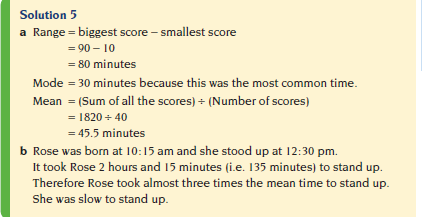 Solution 5
a Range = biggest score – smallest score
= 90 – 10
= 80 minutes
Mode = 30 minutes because this was the most common time.
Mean = (Sum of all the scores) ÷ (Number of scores)
= 1820 ÷ 40
= 45.5 minutes
b Rose was born at 10:15 am and she stood up at 12:30 pm.
It took Rose 2 hours and 15 minutes (i.e. 135 minutes) to stand up.
Therefore Rose took almost three times the mean time to stand up.
She was slow to stand up.